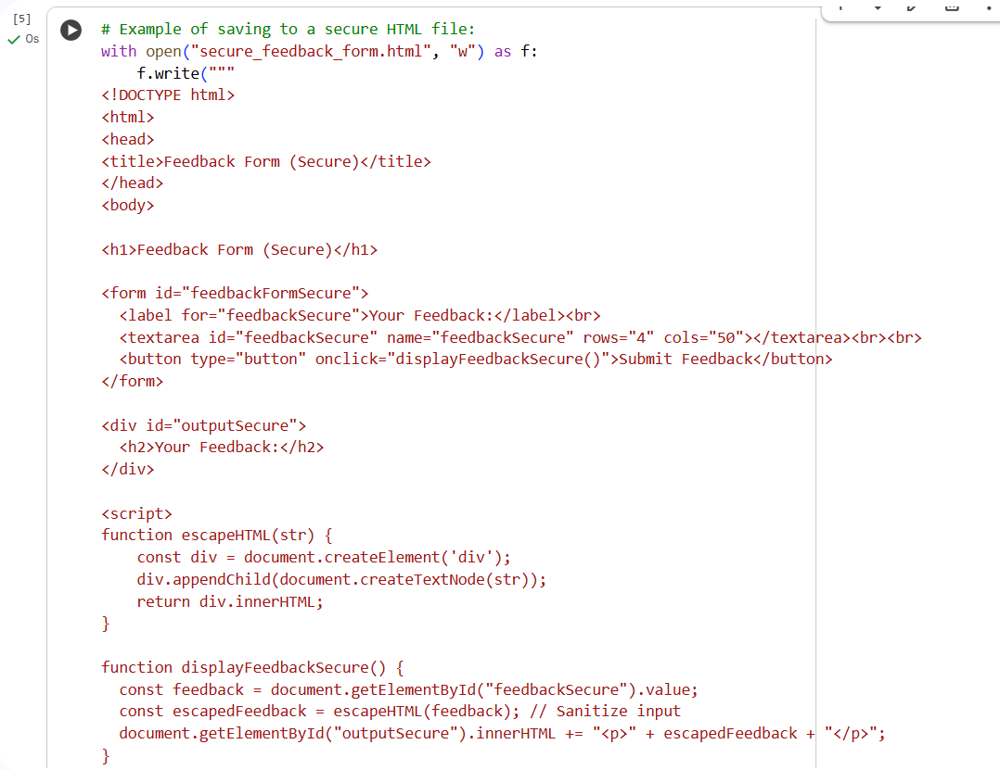 [5]
0s
# Example of saving to a secure HTML file:
with open("secure_feedback_form.html", "w") as f:
    f.write("""
<!DOCTYPE html>
<html>
<head>
<title>Feedback Form (Secure)</title>
</head>
<body>

<h1>Feedback Form (Secure)</h1>

<form id="feedbackFormSecure">
  <label for="feedbackSecure">Your Feedback:</label><br>
  <textarea id="feedbackSecure" name="feedbackSecure" rows="4" cols="50"></textarea><br><br>
  <button type="button" onclick="displayFeedbackSecure()">Submit Feedback</button>
</form>

<div id="outputSecure">
  <h2>Your Feedback:</h2>
</div>

<script>
function escapeHTML(str) {
    const div = document.createElement('div');
    div.appendChild(document.createTextNode(str));
    return div.innerHTML;
}

function displayFeedbackSecure() {
  const feedback = document.getElementById("feedbackSecure").value;
  const escapedFeedback = escapeHTML(feedback); // Sanitize input
  document.getElementById("outputSecure").innerHTML += "<p>" + escapedFeedback + "</p>";
}